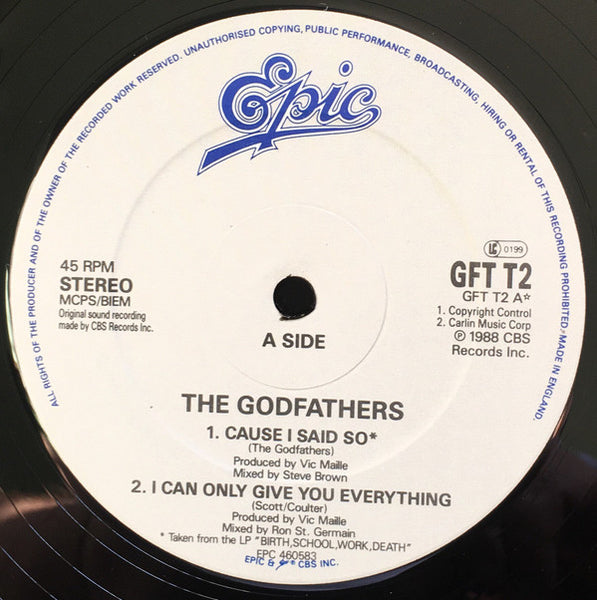 ALL RIGHTS OF THE PRODUCER AND OF THE OWNER OF THE RECORDED WORK RESERVED. UNAUTHORISED COPYING, PUBLIC PERFORMANCE, BROADCASTING, HIRING OR RENTAL OF THIS RECORDING PROHIBITED. MADE IN ENGLAND.
Epic
45 RPM
STEREO
MCPS/BIEM
Original sound recording
made by CBS Records Inc.
LC 0199
GFT T2
GFT T2 A☆
1. Copyright Control
2. Carlin Music Corp
Ⓟ 1988 CBS
Records Inc.
A SIDE
THE GODFATHERS
1. CAUSE I SAID SO*
(The Godfathers)
Produced by Vic Maille
Mixed by Steve Brown
2. I CAN ONLY GIVE YOU EVERYTHING
(Scott/Coulter)
Produced by Vic Maille
Mixed by Ron St. Germain
* Taken from the LP "BIRTH,SCHOOL,WORK,DEATH"
EPC 460583
EPIC & ® CBS INC.